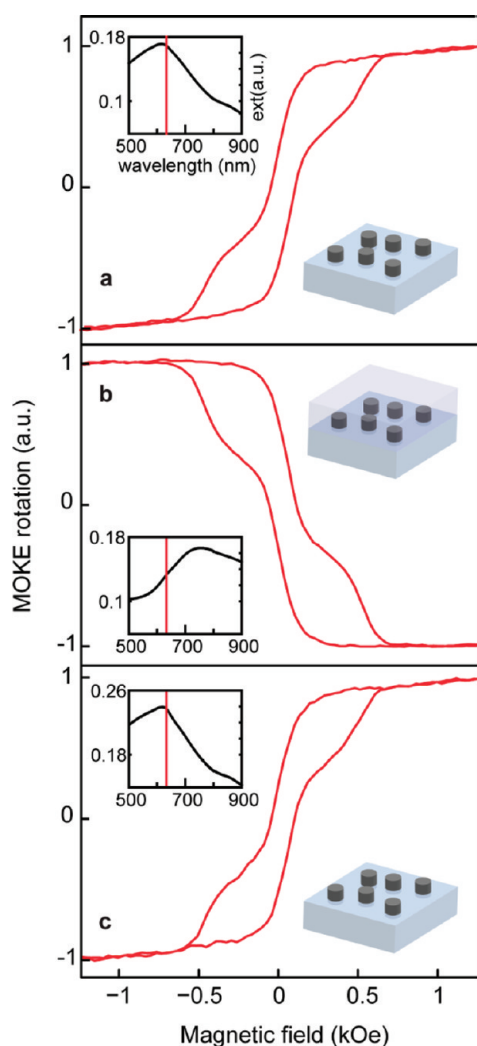 MOKE rotation (a.u.)
1
0
-1
0.18
0.1
500 700 900
wavelength (nm)
ext(a.u.)
a
1
0
-1
b
0.18
0.1
500 700 900
1
0
-1
0.26
0.18
500 700 900
c
−1 −0.5 0 0.5 1
Magnetic field (kOe)